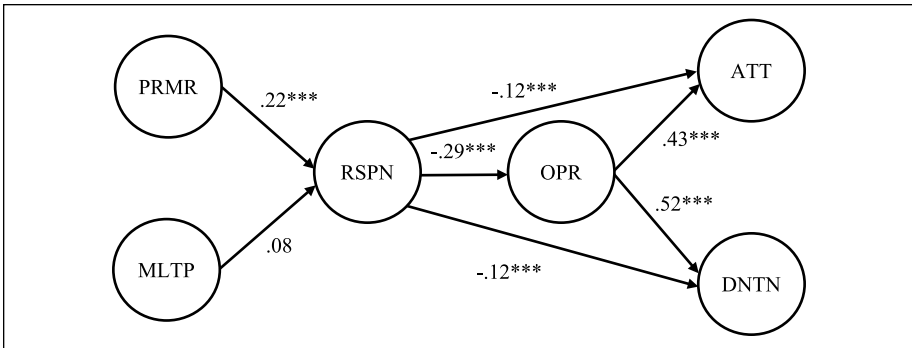 ATT
PRMR
-.12***
.22***
.43***
-.29***
RSPN
OPR
.52***
.08
MLTP
-.12***
DNTN